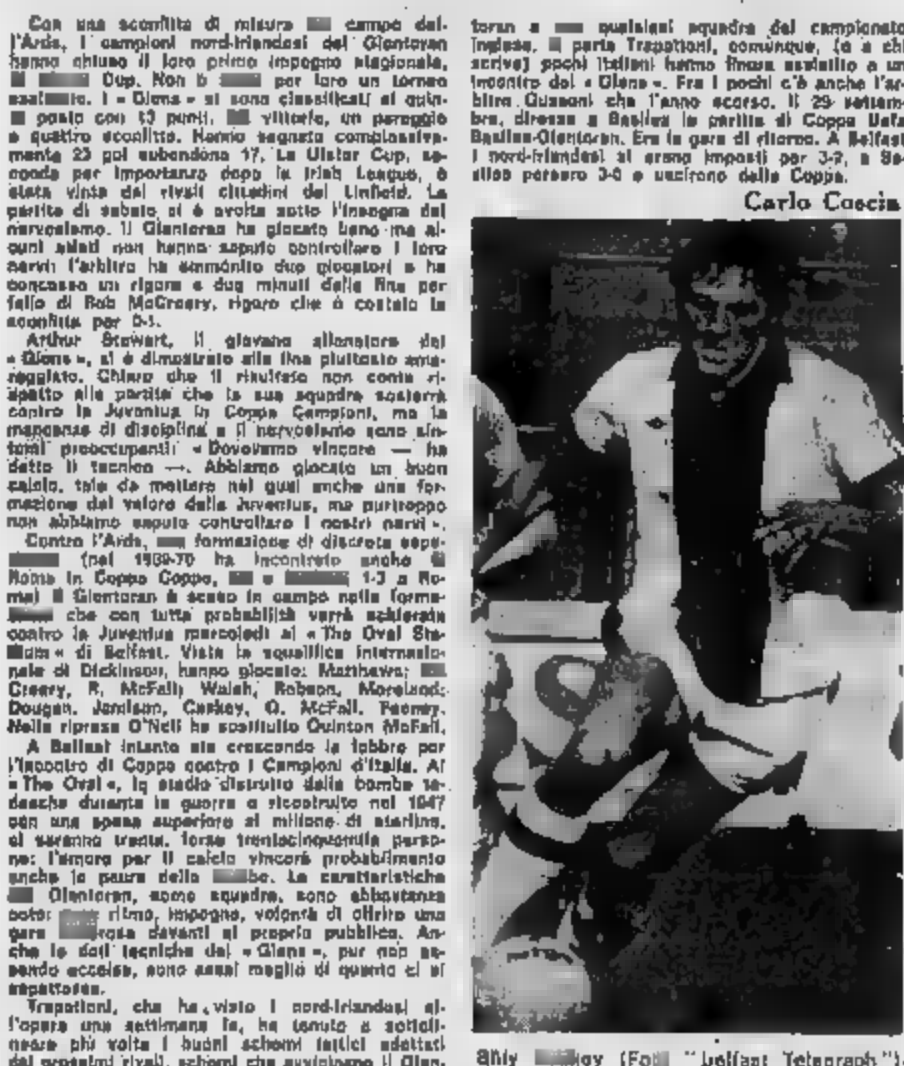 Con una sconfitta di misura campo del-
l'Ards, i campioni nord-irlandesi del Glentoran
hanno chiuso il loro primo impegno stagionale,
Cup. Non è per loro un torneo
I « Glens » si sono classificati al quin-
posto con 13 punti, vittorie, un pareggio
e quattro sconfitte. Hanno segnato complessiva-
mente 23 gol subendone 17. La Ulster Cup, se-
conda per importanza dopo la Irish League, è
stata vinta dai rivali cittadini del Linfield. La
partita di sabato si è svolta sotto l'insegna del
nervosismo. Il Glentoran ha giocato bene ma al-
cuni atleti non hanno saputo controllare i loro
nervi: l'arbitro ha ammonito due giocatori e ha
concesso un rigore a due minuti dalla fine per
fallo di Rob McCreery, rigore che è costato la
sconfitta per 0-1.
Arthur Stewart, il giovane allenatore dei
« Glens », si è dimostrato alla fine piuttosto ama-
reggiato. Chiaro che il risultato non conta ri-
spetto alla partita che la sua squadra sosterrà
contro la Juventus in Coppa Campioni, ma la
mancanza di disciplina e il nervosismo sono sin-
tomi preoccupanti: « Dovevamo vincere — ha
detto il tecnico —. Abbiamo giocato un buon
calcio, tale da mettere nei guai anche una for-
mazione del valore della Juventus, ma purtroppo
non abbiamo saputo controllare i nostri nervi ».
Contro l'Ards, formazione di discreta espe-
(nel 1969-70 ha incontrato anche
Roma in Coppa Coppe, e 1-3 a Ro-
ma) il Glentoran è sceso in campo nella forma-
che con tutta probabilità verrà schierata
contro la Juventus mercoledì al « The Oval Sta-
dium » di Belfast. Vista la squalifica internazio-
nale di Dickinson, hanno giocato: Matthews;
Creery, R. McFall; Walsh, Robson, Moreland;
Dougan, Jamison, Caskey, Q. McFall, Feeney.
Nella ripresa O'Neil ha sostituito Quinton McFall.
A Belfast intanto sta crescendo la febbre per
l'incontro di Coppa contro i Campioni d'Italia. Al
« The Oval », lo stadio distrutto dalle bombe te-
desche durante la guerra e ricostruito nel 1947
con una spesa superiore al milione di sterline,
ci saranno trenta, forse trentacinquemila perso-
ne: l'amore per il calcio vincerà probabilmente
anche la paura delle Le caratteristiche
Glentoran, come squadra, sono abbastanza
note: ritmo, impegno, volontà di offrire una
gara davanti al proprio pubblico. An-
che le doti tecniche dei « Glens », pur non es-
sendo eccelse, sono assai meglio di quanto ci si
aspettasse.
Trapattoni, che ha visto i nord-irlandesi al-
l'opera una settimana fa, ha tenuto a sottoli-
neare più volte i buoni schemi tattici adottati
dai prossimi rivali, schemi che avvicinano il Glen-
toran a qualsiasi squadra del campionato
inglese. A parte Trapattoni, comunque, (e a chi
scrive) pochi italiani hanno finora assistito a un
incontro dei « Glens ». Fra i pochi c'è anche l'ar-
bitro Gussoni che l'anno scorso, il 29 settem-
bre, diresse a Basilea la partita di Coppa Uefa
Basilea-Glentoran. Era la gara di ritorno. A Belfast
i nord-irlandesi si erano imposti per 3-2, a Ba-
silea persero 3-0 e uscirono dalla Coppa.
Carlo Coscia
Billy (Foto "Belfast Telegraph").